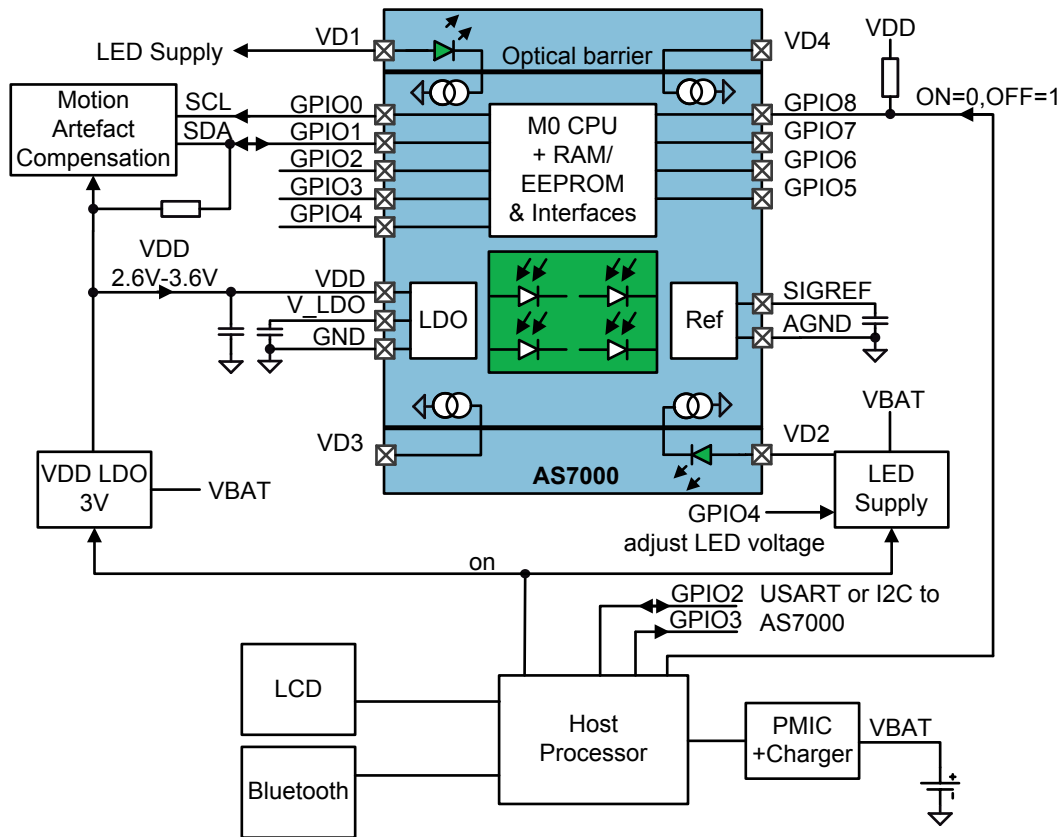 LED Supply
VD1
Optical barrier
VD4
VDD
Motion
Artefact
Compensation
SCL
SDA
GPIO0
GPIO1
GPIO2
GPIO3
GPIO4
M0 CPU
+ RAM/
EEPROM
& Interfaces
GPIO8
GPIO7
GPIO6
GPIO5
ON=0,OFF=1
VDD
2.6V-3.6V
VDD
V_LDO
GND
LDO
Ref
SIGREF
AGND
VD3
AS7000
VD2
VBAT
VDD LDO
3V
VBAT
LED
Supply
GPIO4
adjust LED voltage
on
GPIO2
GPIO3
USART or I2C to
AS7000
LCD
Bluetooth
Host
Processor
PMIC
+Charger
VBAT
+
-